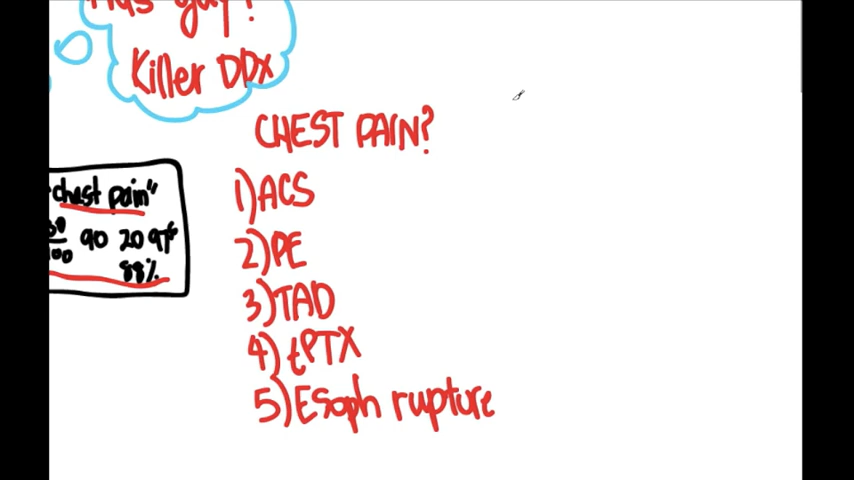 Killer DDx
CHEST PAIN?
1) ACS
2) PE
3) TAD
4) tPTX
5) Esoph rupture
"chest pain"
90 20
88%